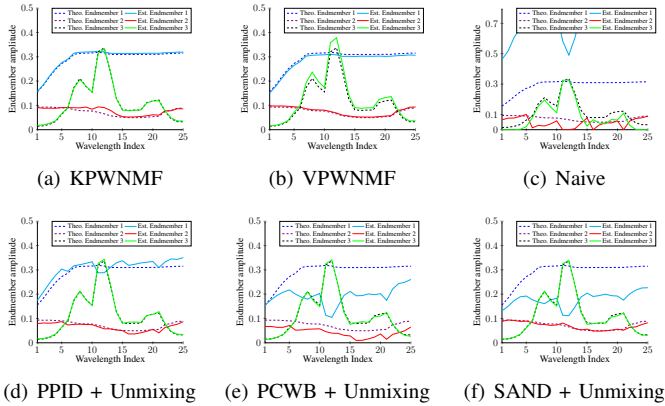 Endmember amplitude
0.5
0.4
0.3
0.2
0.1
0
Theo. Endmember 1 Est. Endmember 1
Theo. Endmember 2 Est. Endmember 2
Theo. Endmember 3 Est. Endmember 3
1 5 10 15 20 25
Wavelength Index
(a) KPWNMF
Endmember amplitude
0.5
0.4
0.3
0.2
0.1
0
Theo. Endmember 1 Est. Endmember 1
Theo. Endmember 2 Est. Endmember 2
Theo. Endmember 3 Est. Endmember 3
1 5 10 15 20 25
Wavelength Index
(b) VPWNMF
Endmember amplitude
0.7
0.5
0.3
0.1
0
Theo. Endmember 1 Est. Endmember 1
Theo. Endmember 2 Est. Endmember 2
Theo. Endmember 3 Est. Endmember 3
1 5 10 15 20 25
Wavelength Index
(c) Naive
Endmember amplitude
0.5
0.4
0.3
0.2
0.1
0
Theo. Endmember 1 Est. Endmember 1
Theo. Endmember 2 Est. Endmember 2
Theo. Endmember 3 Est. Endmember 3
1 5 10 15 20 25
Wavelength Index
(d) PPID + Unmixing
Endmember amplitude
0.5
0.4
0.3
0.2
0.1
0
Theo. Endmember 1 Est. Endmember 1
Theo. Endmember 2 Est. Endmember 2
Theo. Endmember 3 Est. Endmember 3
1 5 10 15 20 25
Wavelength Index
(e) PCWB + Unmixing
Endmember amplitude
0.5
0.4
0.3
0.2
0.1
0
Theo. Endmember 1 Est. Endmember 1
Theo. Endmember 2 Est. Endmember 2
Theo. Endmember 3 Est. Endmember 3
1 5 10 15 20 25
Wavelength Index
(f) SAND + Unmixing